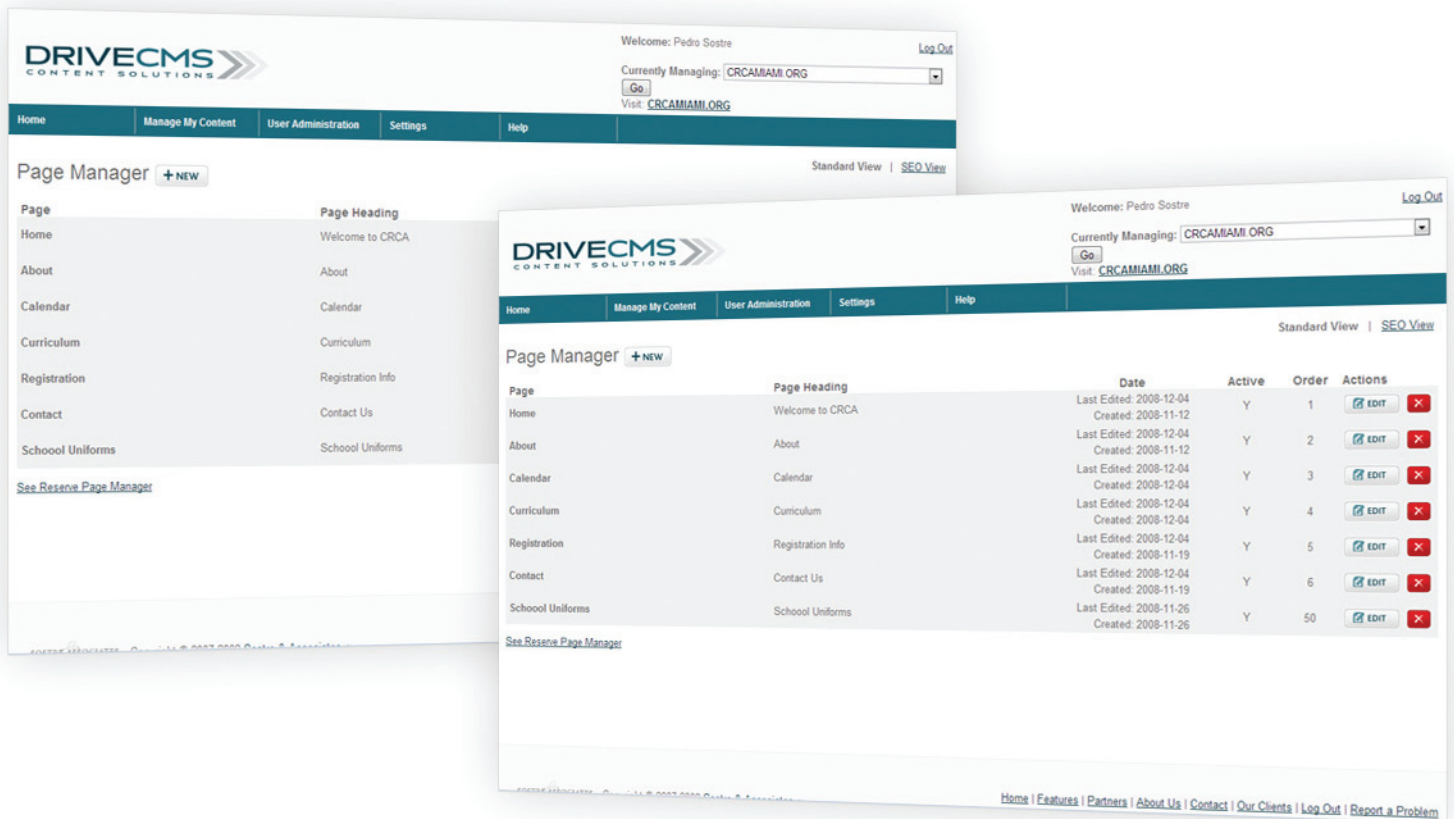 DRIVECMS
CONTENT SOLUTIONS
Welcome: Pedro Sostre
Log Out
Currently Managing: CRCAMIAMI.ORG
Go
Visit: CRCAMIAMI.ORG
Home Manage My Content User Administration Settings Help
Standard View | SEO View
Page Manager + NEW
Page Page Heading
Home Welcome to CRCA
About About
Calendar Calendar
Curriculum Curriculum
Registration Registration Info
Contact Contact Us
Schoool Uniforms Schoool Uniforms
See Reserve Page Manager
DRIVECMS
CONTENT SOLUTIONS
Welcome: Pedro Sostre
Log Out
Currently Managing: CRCAMIAMI.ORG
Go
Visit: CRCAMIAMI.ORG
Home Manage My Content User Administration Settings Help
Standard View | SEO View
Page Manager + NEW
Page Page Heading Date Active Order Actions
Home Welcome to CRCA Last Edited: 2008-12-04 Y 1 EDIT
Created: 2008-11-12
About About Last Edited: 2008-12-04 Y 2 EDIT
Created: 2008-11-12
Calendar Calendar Last Edited: 2008-12-04 Y 3 EDIT
Created: 2008-12-04
Curriculum Curriculum Last Edited: 2008-12-04 Y 4 EDIT
Created: 2008-12-04
Registration Registration Info Last Edited: 2008-12-04 Y 5 EDIT
Created: 2008-11-19
Contact Contact Us Last Edited: 2008-12-04 Y 6 EDIT
Created: 2008-11-19
Schoool Uniforms Schoool Uniforms Last Edited: 2008-11-26 Y 50 EDIT
Created: 2008-11-26
See Reserve Page Manager
Home | Features | Partners | About Us | Contact | Our Clients | Log Out | Report a Problem